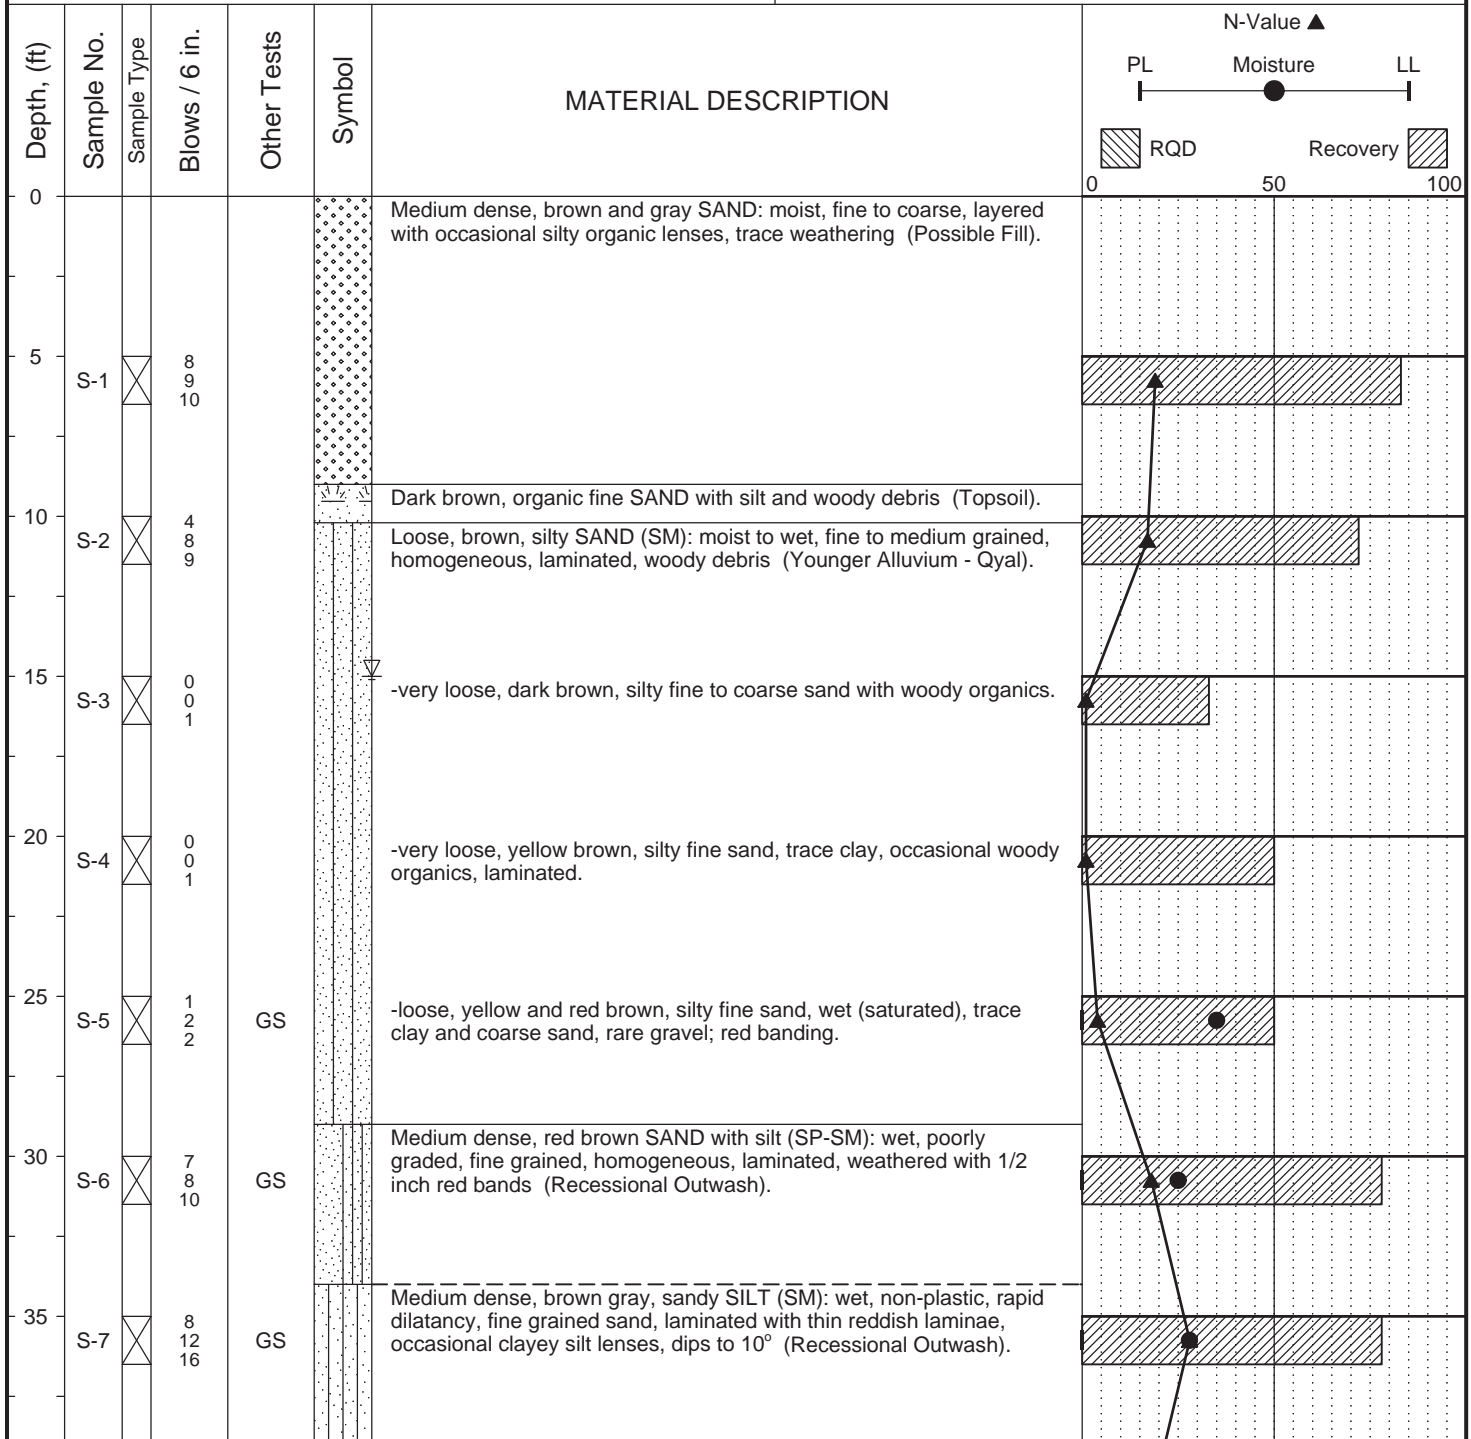 Depth, (ft)
Sample No.
Sample Type
Blows / 6 in.
Other Tests
Symbol
MATERIAL DESCRIPTION
N-Value
PL Moisture LL
RQD Recovery
0 50 100
0
Medium dense, brown and gray SAND: moist, fine to coarse, layered
with occasional silty organic lenses, trace weathering (Possible Fill).
5
S-1
8
9
10
Dark brown, organic fine SAND with silt and woody debris (Topsoil).
10
S-2
4
8
9
Loose, brown, silty SAND (SM): moist to wet, fine to medium grained,
homogeneous, laminated, woody debris (Younger Alluvium - Qyal).
15
S-3
0
0
1
-very loose, dark brown, silty fine to coarse sand with woody organics.
20
S-4
0
0
1
-very loose, yellow brown, silty fine sand, trace clay, occasional woody
organics, laminated.
25
S-5
1
2
2
GS
-loose, yellow and red brown, silty fine sand, wet (saturated), trace
clay and coarse sand, rare gravel; red banding.
Medium dense, red brown SAND with silt (SP-SM): wet, poorly
graded, fine grained, homogeneous, laminated, weathered with 1/2
inch red bands (Recessional Outwash).
30
S-6
7
8
10
GS
Medium dense, brown gray, sandy SILT (SM): wet, non-plastic, rapid
dilatancy, fine grained sand, laminated with thin reddish laminae,
occasional clayey silt lenses, dips to 10° (Recessional Outwash).
35
S-7
8
12
16
GS